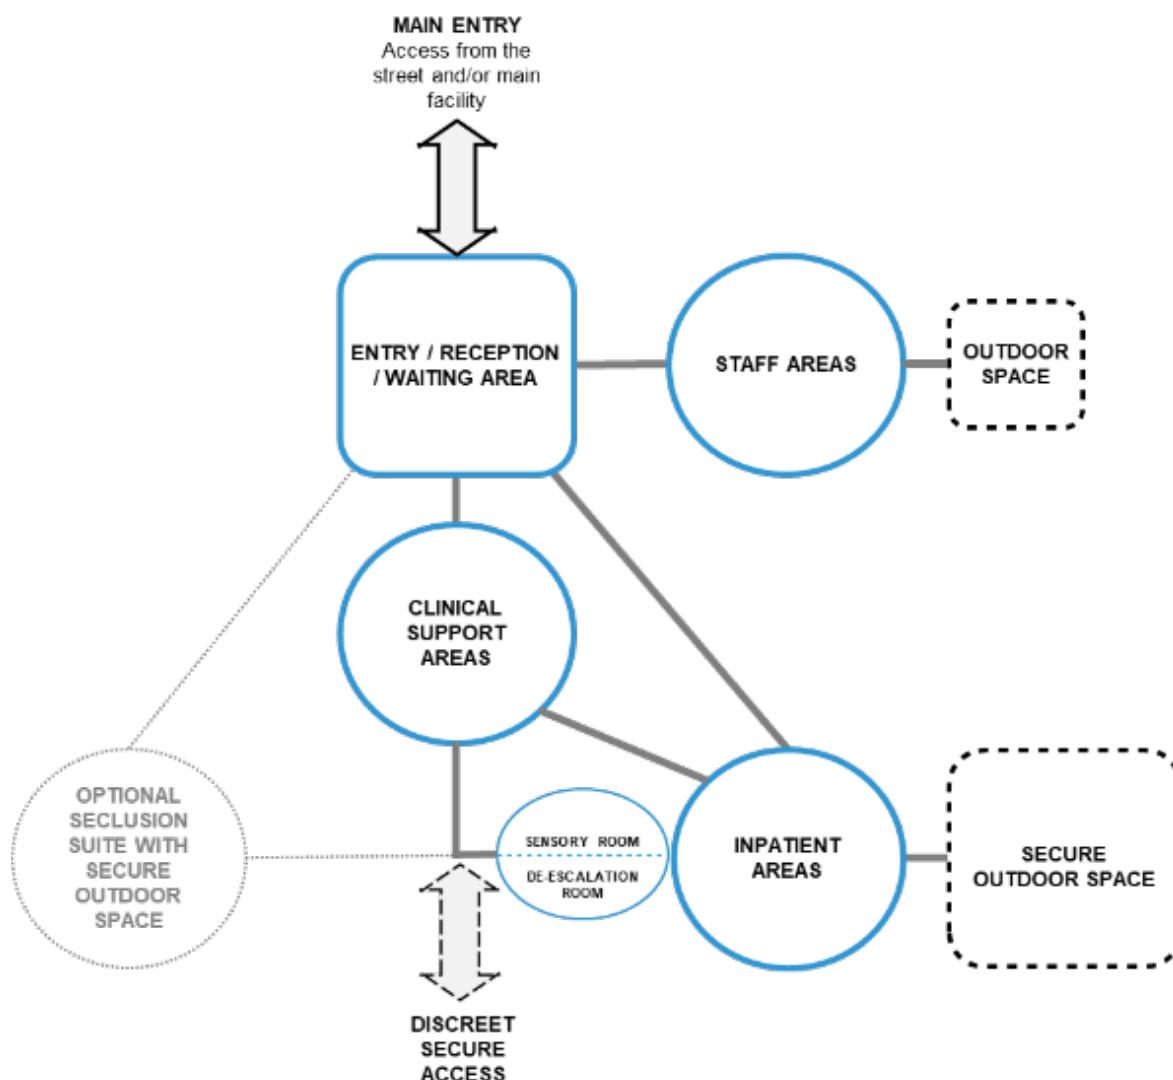 MAIN ENTRY
Access from the
street and/or main
facility
ENTRY / RECEPTION
/ WAITING AREA
STAFF AREAS
OUTDOOR
SPACE
CLINICAL
SUPPORT
AREAS
OPTIONAL
SECLUSION
SUITE WITH
SECURE
OUTDOOR
SPACE
SENSORY ROOM
DE-ESCALATION
ROOM
INPATIENT
AREAS
SECURE
OUTDOOR SPACE
DISCREET
SECURE
ACCESS